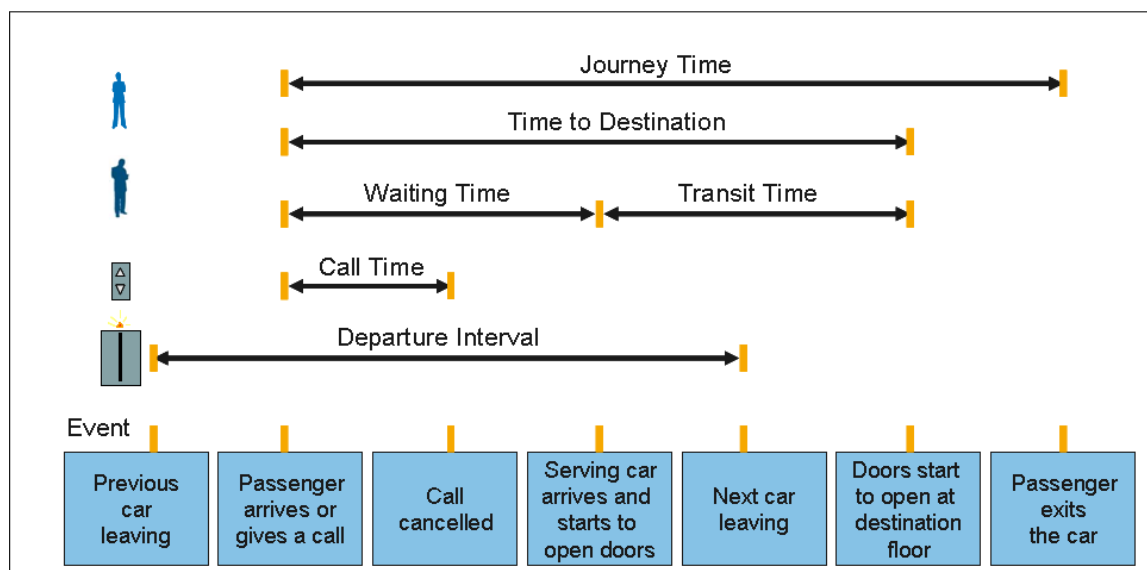 Journey Time
Time to Destination
Waiting Time
Transit Time
Call Time
Departure Interval
Event
Previous
car
leaving
Passenger
arrives or
gives a call
Call
cancelled
Serving car
arrives and
starts to
open doors
Next car
leaving
Doors start
to open at
destination
floor
Passenger
exits
the car